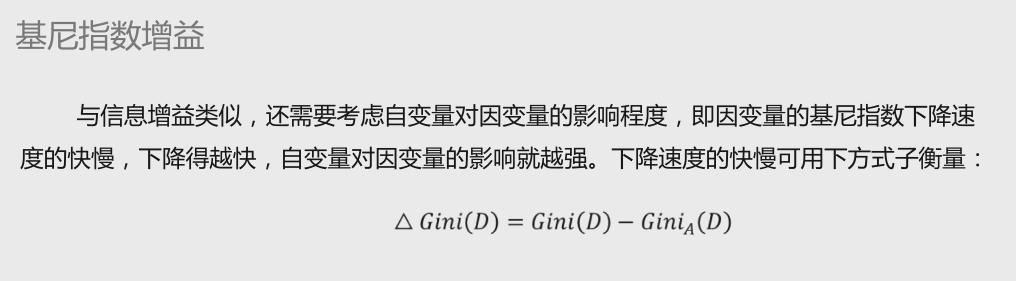 基尼指数增益
与信息增益类似，还需要考虑自变量对因变量的影响程度，即因变量的基尼指数下降速
度的快慢，下降得越快，自变量对因变量的影响就越强。下降速度的快慢可用下方式子衡量：
△ Gini(D) = Gini(D) − Gini_A(D)